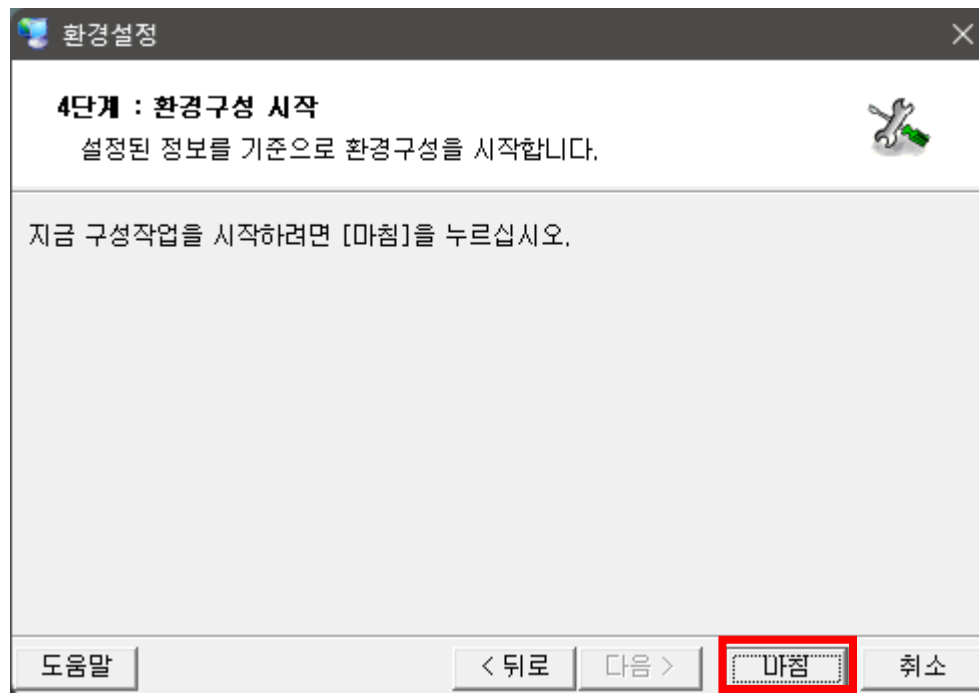 환경설정
4단계 : 환경구성 시작
설정된 정보를 기준으로 환경구성을 시작합니다.
지금 구성작업을 시작하려면 [마침]을 누르십시오.
도움말
< 뒤로
다음 >
마침
취소